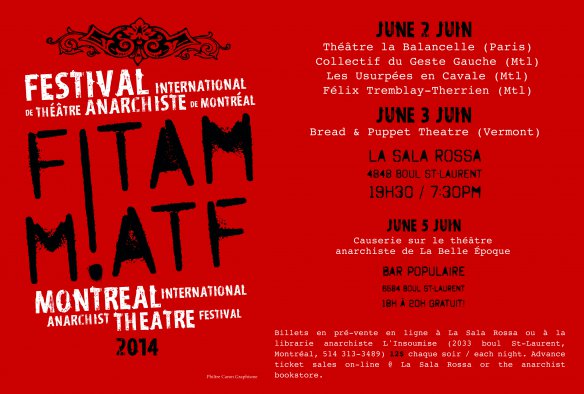 FESTIVAL INTERNATIONAL
DE THÉÂTRE ANARCHISTE DE MONTRÉAL
F!TAM
M!ATF
MONTREAL INTERNATIONAL
ANARCHIST THEATRE FESTIVAL
2014
Philtre Caron Graphisme
JUNE 2 JUIN
Théâtre la Balancelle (Paris)
Collectif du Geste Gauche (Mtl)
Les Usurpées en Cavale (Mtl)
Félix Tremblay-Therrien (Mtl)
JUNE 3 JUIN
Bread & Puppet Theatre (Vermont)
LA SALA ROSSA
4848 BOUL ST-LAURENT
19H30 / 7:30PM
JUNE 5 JUIN
Causerie sur le théâtre
anarchiste de La Belle Époque
BAR POPULAIRE
6584 BOUL ST-LAURENT
18H À 20H GRATUIT!
Billets en pré-vente en ligne à La Sala Rossa ou à la
librairie anarchiste L'Insoumise (2033 boul St-Laurent,
Montréal, 514 313-3489) chaque soir / each night. Advance
ticket sales on-line @ La Sala Rossa or the anarchist
bookstore.